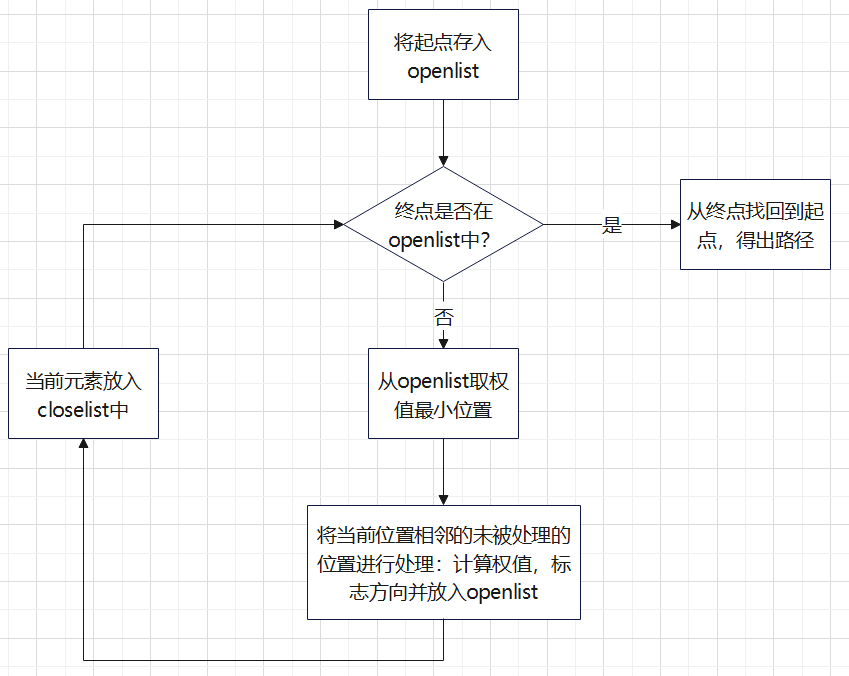 将起点存入
openlist
终点是否在
openlist中？
是
从终点找回到起
点，得出路径
否
当前元素放入
closelist中
从openlist取权
值最小位置
将当前位置相邻的未被处理的
位置进行处理：计算权值，标
志方向并放入openlist